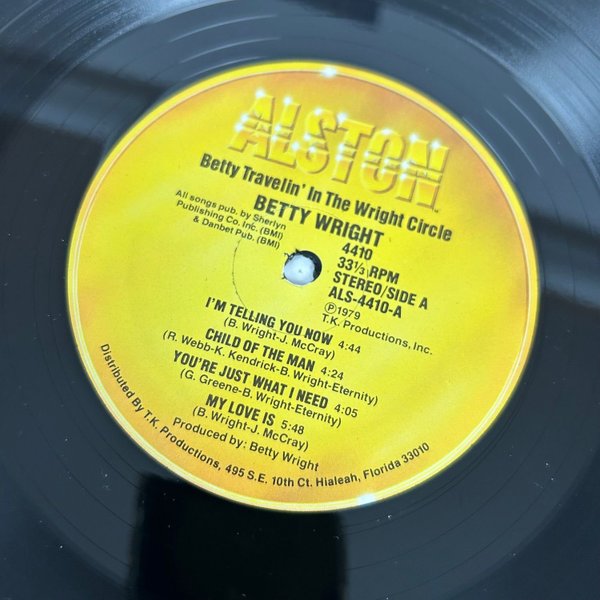 ALSTON
Betty Travelin' In The Wright Circle
BETTY WRIGHT
All songs pub. by Sherlyn
Publishing Co. Inc. (BMI)
& Danbet Pub. (BMI)
4410
33⅓ RPM
STEREO/SIDE A
ALS-4410-A
Ⓟ1979
T.K. Productions, Inc.
I'M TELLING YOU NOW 4:44
(B. Wright-J. McCray)
CHILD OF THE MAN 4:24
(R. Webb-K. Kendrick-B. Wright-Eternity)
YOU'RE JUST WHAT I NEED 4:05
(G. Greene-B. Wright-Eternity)
MY LOVE IS 5:48
(B. Wright-J. McCray)
Produced by: Betty Wright
Distributed By T.K. Productions, 495 S.E. 10th Ct. Hialeah, Florida 33010